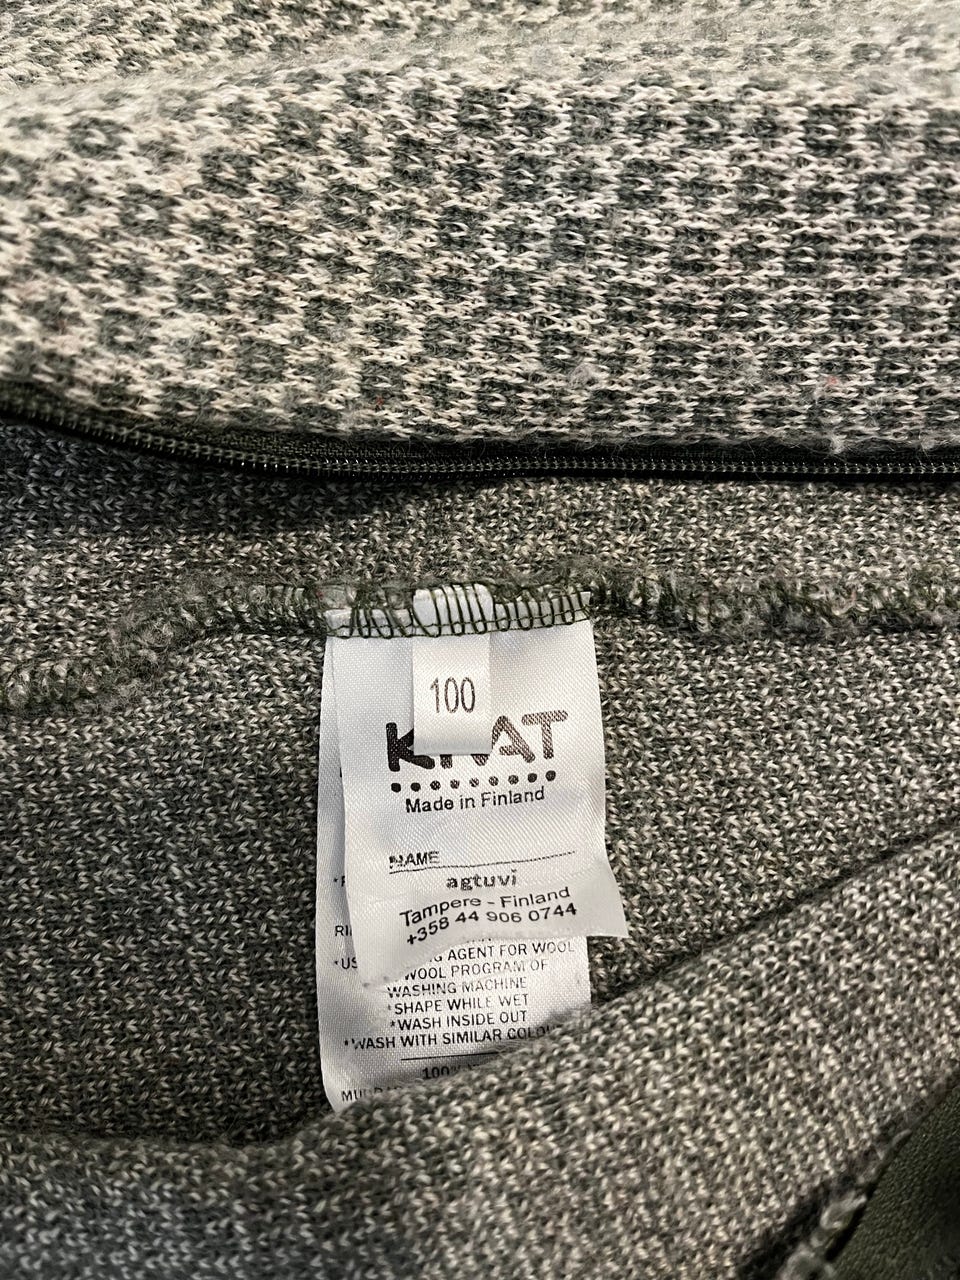 100
Made in Finland
NAME
agtuvi
Tampere - Finland
+358 44 906 0744
AGENT FOR WOOL
WOOL PROGRAM OF
WASHING MACHINE
*SHAPE WHILE WET
*WASH INSIDE OUT
*WASH WITH SIMILAR
100%